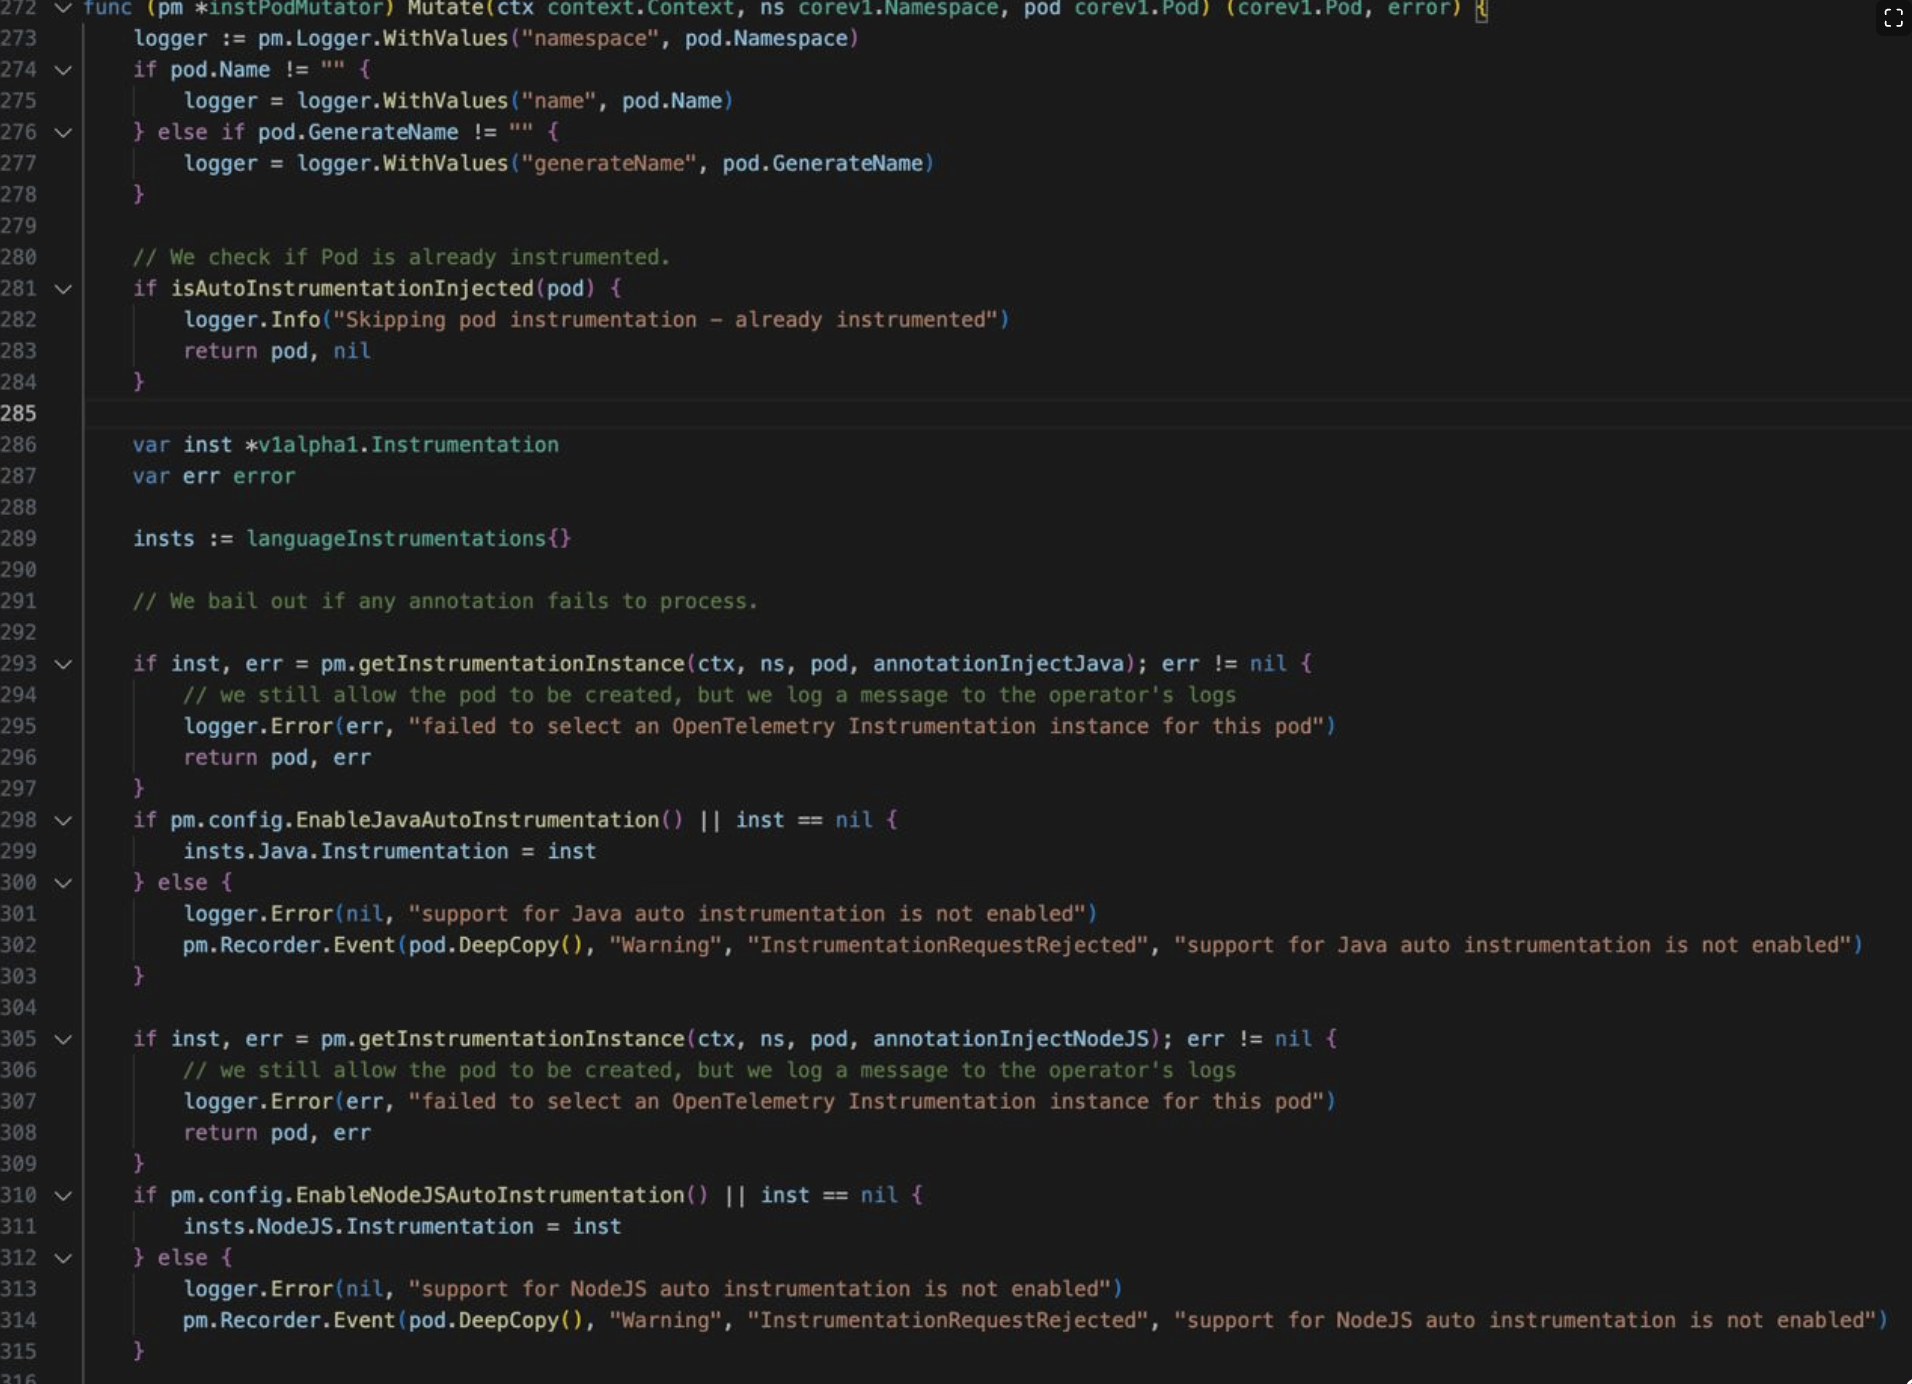 272 func (pm *instPodMutator) Mutate(ctx context.Context, ns corev1.Namespace, pod corev1.Pod) (corev1.Pod, error) {
273 logger := pm.Logger.WithValues("namespace", pod.Namespace)
274 if pod.Name != "" {
275 logger = logger.WithValues("name", pod.Name)
276 } else if pod.GenerateName != "" {
277 logger = logger.WithValues("generateName", pod.GenerateName)
278 }
279
280 // We check if Pod is already instrumented.
281 if isAutoInstrumentationInjected(pod) {
282 logger.Info("Skipping pod instrumentation - already instrumented")
283 return pod, nil
284 }
285
286 var inst *v1alpha1.Instrumentation
287 var err error
288
289 insts := languageInstrumentations{}
290
291 // We bail out if any annotation fails to process.
292
293 if inst, err = pm.getInstrumentationInstance(ctx, ns, pod, annotationInjectJava); err != nil {
294 // we still allow the pod to be created, but we log a message to the operator's logs
295 logger.Error(err, "failed to select an OpenTelemetry Instrumentation instance for this pod")
296 return pod, err
297 }
298 if pm.config.EnableJavaAutoInstrumentation() || inst == nil {
299 insts.Java.Instrumentation = inst
300 } else {
301 logger.Error(nil, "support for Java auto instrumentation is not enabled")
302 pm.Recorder.Event(pod.DeepCopy(), "Warning", "InstrumentationRequestRejected", "support for Java auto instrumentation is not enabled")
303 }
304
305 if inst, err = pm.getInstrumentationInstance(ctx, ns, pod, annotationInjectNodeJS); err != nil {
306 // we still allow the pod to be created, but we log a message to the operator's logs
307 logger.Error(err, "failed to select an OpenTelemetry Instrumentation instance for this pod")
308 return pod, err
309 }
310 if pm.config.EnableNodeJSAutoInstrumentation() || inst == nil {
311 insts.NodeJS.Instrumentation = inst
312 } else {
313 logger.Error(nil, "support for NodeJS auto instrumentation is not enabled")
314 pm.Recorder.Event(pod.DeepCopy(), "Warning", "InstrumentationRequestRejected", "support for NodeJS auto instrumentation is not enabled")
315 }
316